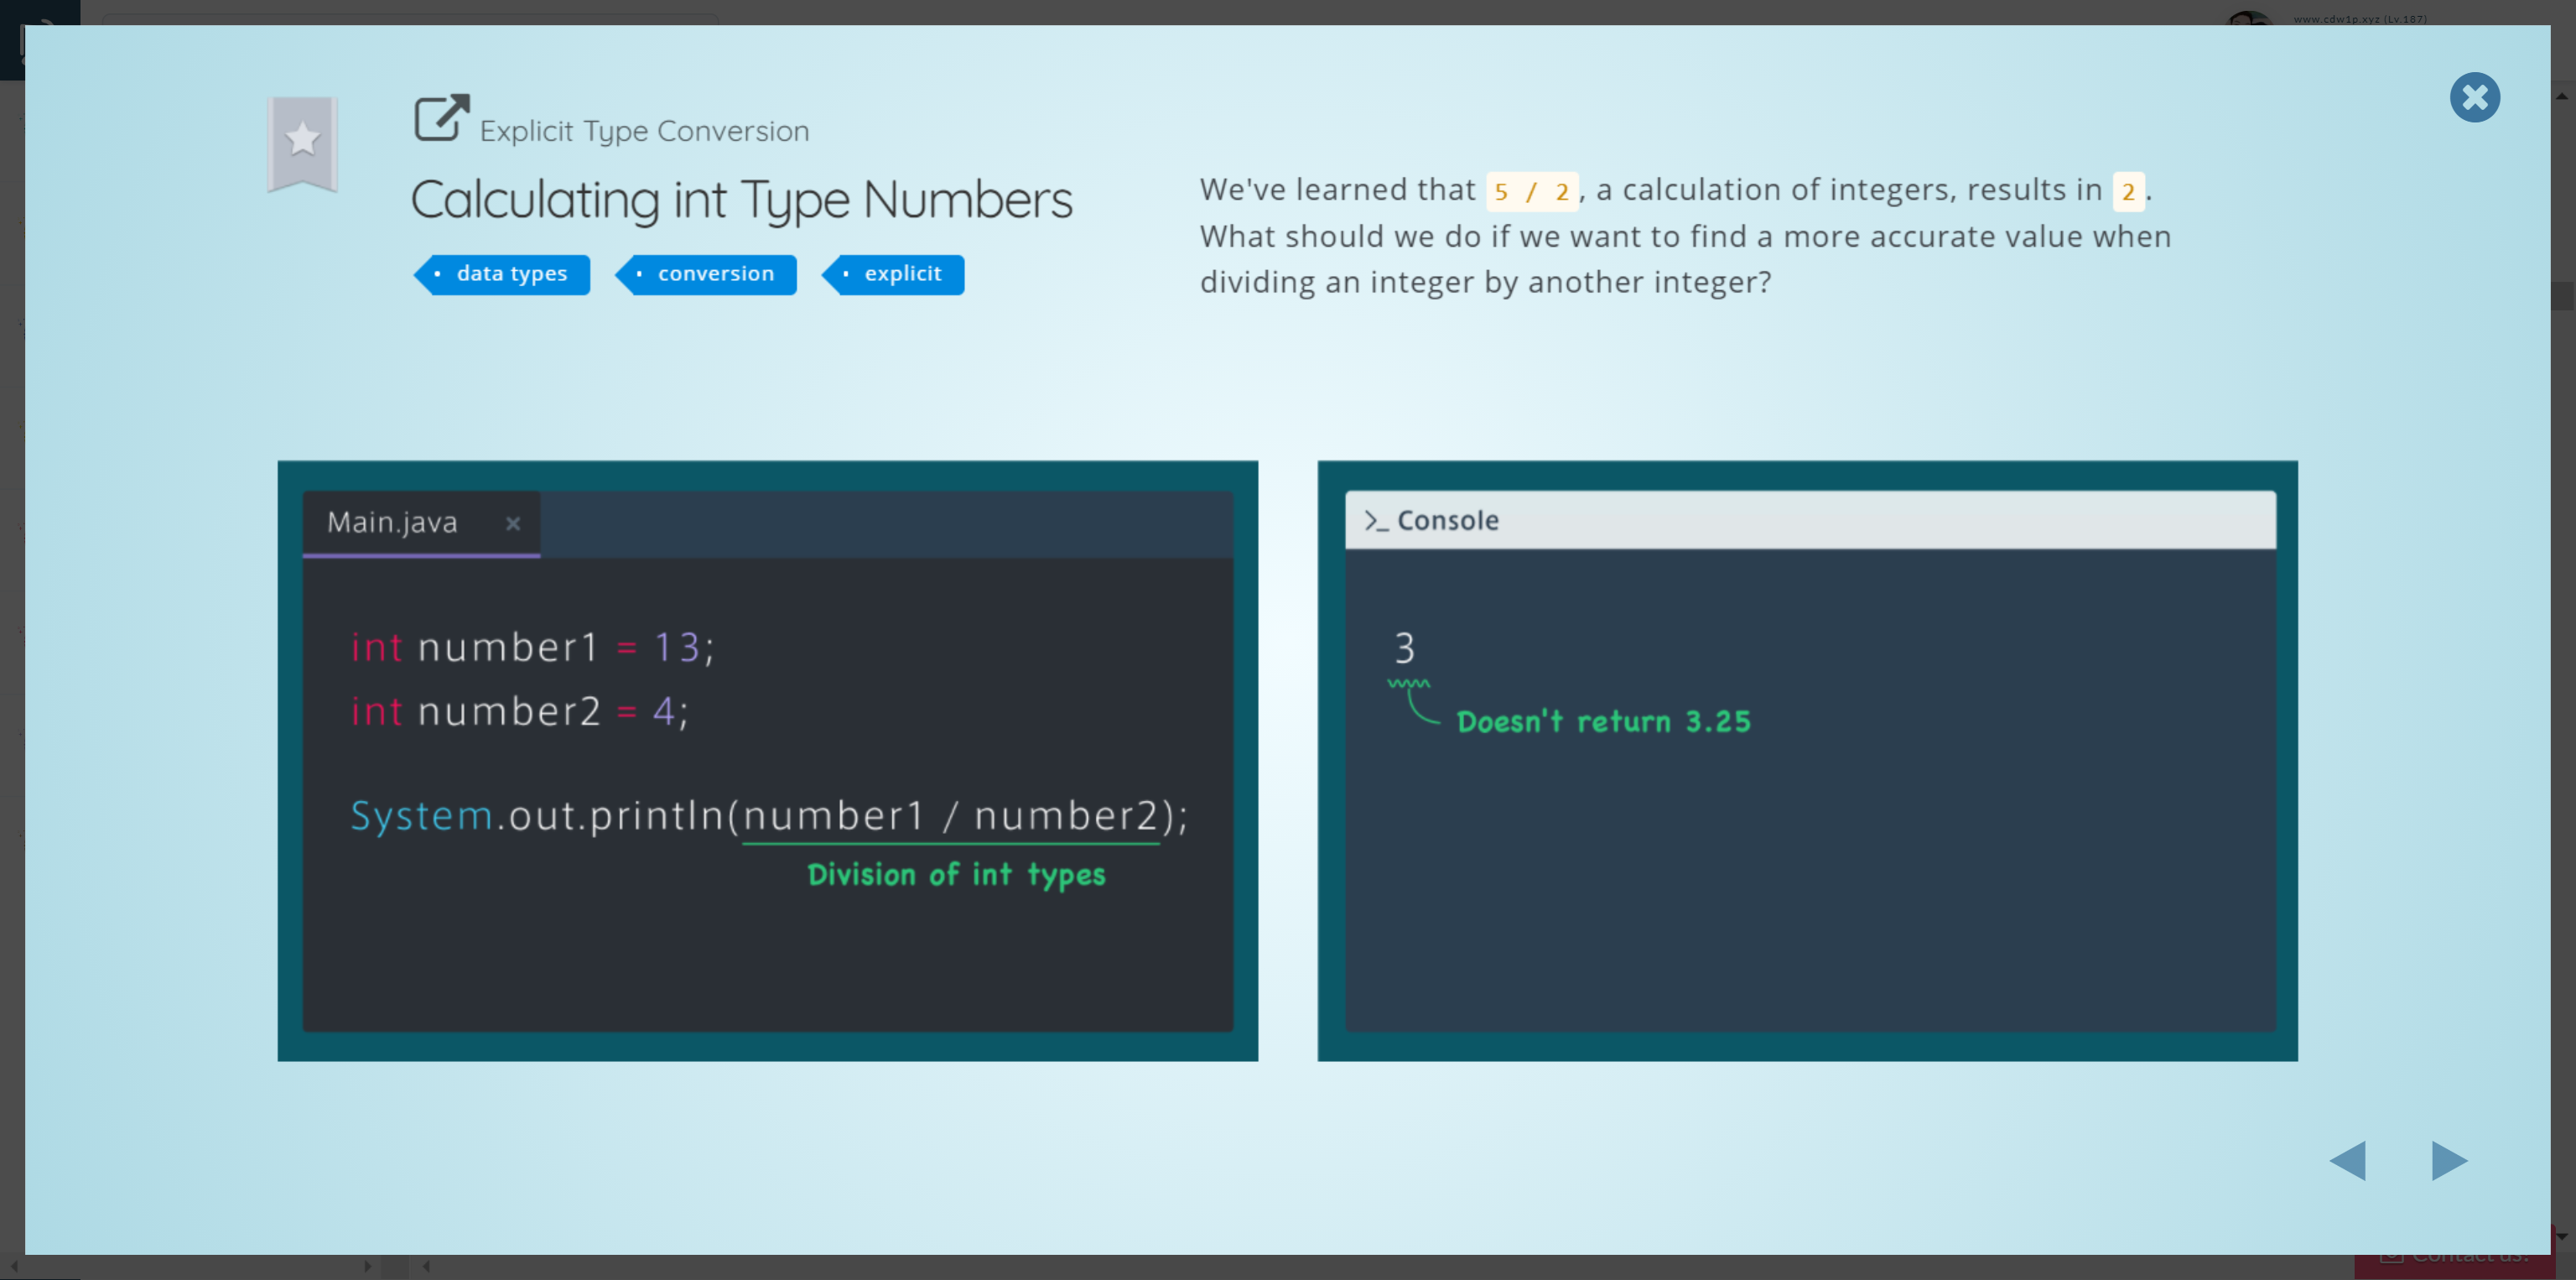 www.cdw1p.xyz (Lv.187)
Explicit Type Conversion
Calculating int Type Numbers
• data types • conversion • explicit
We've learned that 5 / 2, a calculation of integers, results in 2.
What should we do if we want to find a more accurate value when
dividing an integer by another integer?
Main.java ×
int number1 = 13;
int number2 = 4;
System.out.println(number1 / number2);
Division of int types
>_ Console
3
Doesn't return 3.25
Contact us!